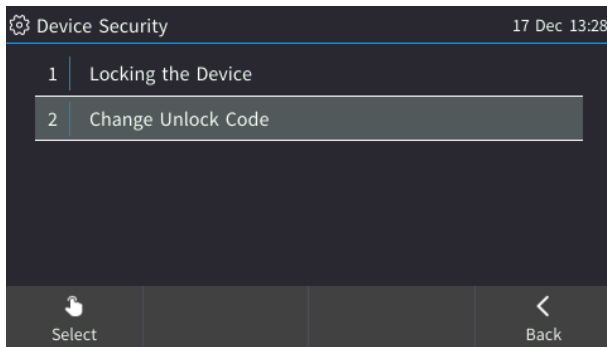 Device Security 17 Dec 13:28
1 Locking the Device
2 Change Unlock Code
Select Back